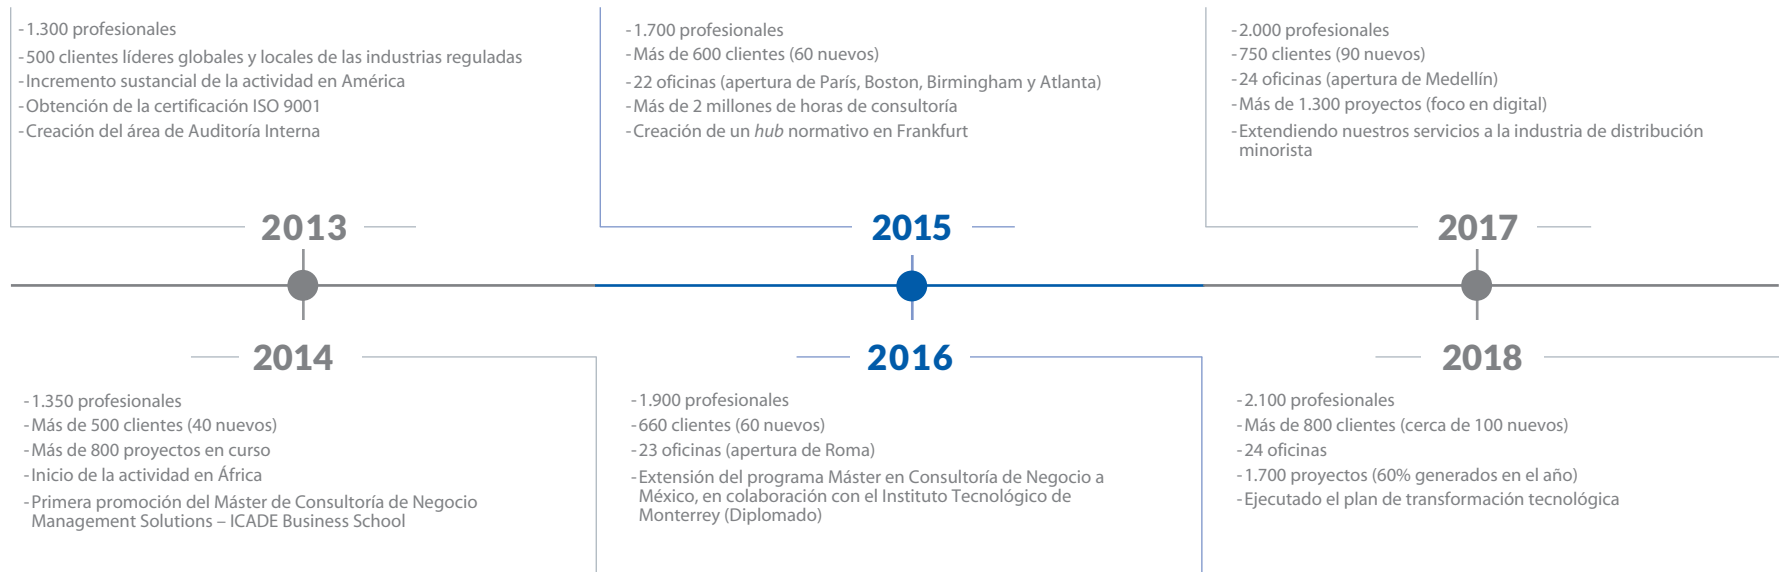 - 1.300 profesionales
- 500 clientes líderes globales y locales de las industrias reguladas
- Incremento sustancial de la actividad en América
- Obtención de la certificación ISO 9001
- Creación del área de Auditoría Interna
2013
2014
- 1.350 profesionales
- Más de 500 clientes (40 nuevos)
- Más de 800 proyectos en curso
- Inicio de la actividad en África
- Primera promoción del Máster de Consultoría de Negocio
Management Solutions – ICADE Business School
- 1.700 profesionales
- Más de 600 clientes (60 nuevos)
- 22 oficinas (apertura de París, Boston, Birmingham y Atlanta)
- Más de 2 millones de horas de consultoría
- Creación de un hub normativo en Frankfurt
2015
2016
- 1.900 profesionales
- 660 clientes (60 nuevos)
- 23 oficinas (apertura de Roma)
- Extensión del programa Máster en Consultoría de Negocio a
México, en colaboración con el Instituto Tecnológico de
Monterrey (Diplomado)
- 2.000 profesionales
- 750 clientes (90 nuevos)
- 24 oficinas (apertura de Medellín)
- Más de 1.300 proyectos (foco en digital)
- Extendiendo nuestros servicios a la industria de distribución
minorista
2017
2018
- 2.100 profesionales
- Más de 800 clientes (cerca de 100 nuevos)
- 24 oficinas
- 1.700 proyectos (60% generados en el año)
- Ejecutado el plan de transformación tecnológica